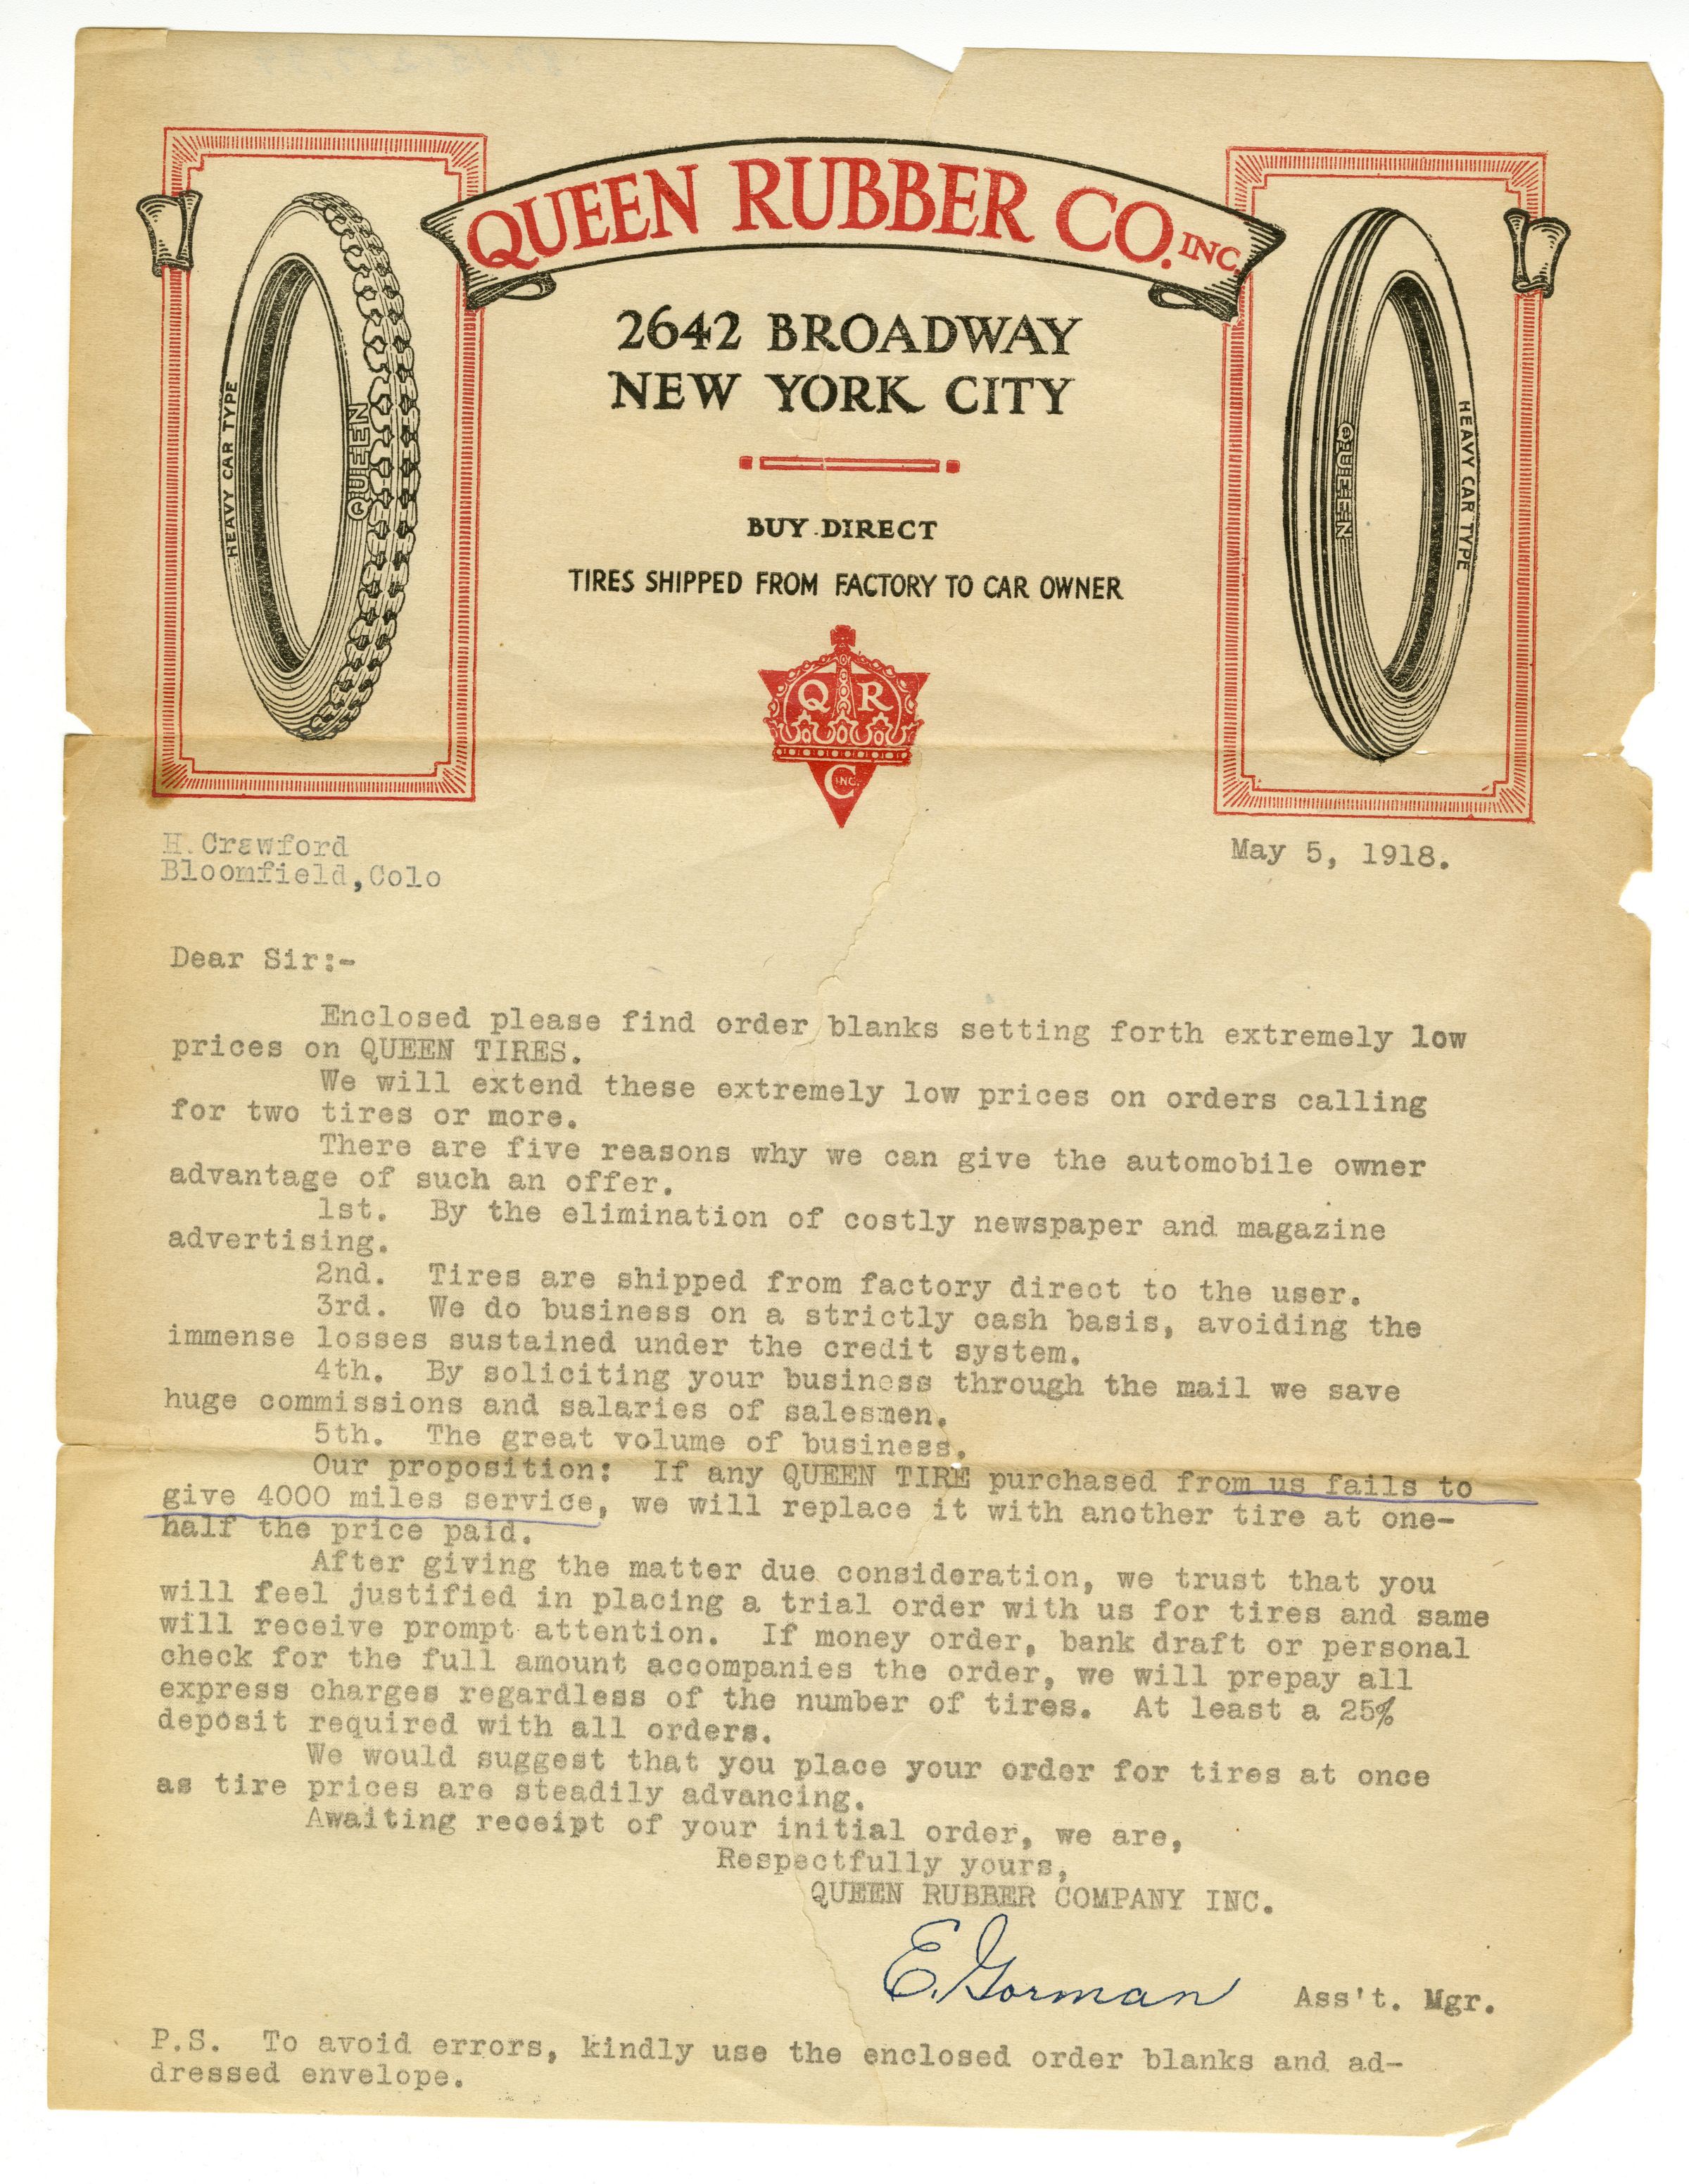 QUEEN RUBBER CO. INC.
2642 BROADWAY
NEW YORK CITY
BUY DIRECT
TIRES SHIPPED FROM FACTORY TO CAR OWNER
HEAVY CAR TYPE
QUEEN
QUEEN
HEAVY CAR TYPE
Q R
C INC.
H. Crawford
Bloomfield, Colo
May 5, 1918.
Dear Sir:-
Enclosed please find order blanks setting forth extremely low
prices on QUEEN TIRES.
We will extend these extremely low prices on orders calling
for two tires or more.
There are five reasons why we can give the automobile owner
advantage of such an offer.
1st. By the elimination of costly newspaper and magazine
advertising.
2nd. Tires are shipped from factory direct to the user.
3rd. We do business on a strictly cash basis, avoiding the
immense losses sustained under the credit system.
4th. By soliciting your business through the mail we save
huge commissions and salaries of salesmen.
5th. The great volume of business.
Our proposition: If any QUEEN TIRE purchased from us fails to
give 4000 miles service, we will replace it with another tire at one-
half the price paid.
After giving the matter due consideration, we trust that you
will feel justified in placing a trial order with us for tires and same
will receive prompt attention. If money order, bank draft or personal
check for the full amount accompanies the order, we will prepay all
express charges regardless of the number of tires. At least a 25%
deposit required with all orders.
We would suggest that you place your order for tires at once
as tire prices are steadily advancing.
Awaiting receipt of your initial order, we are,
Respectfully yours,
QUEEN RUBBER COMPANY INC.
E. Gorman Ass't. Mgr.
P.S. To avoid errors, kindly use the enclosed order blanks and ad-
dressed envelope.